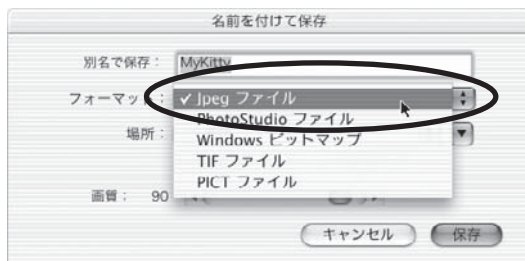 名前を付けて保存
別名で保存： MyKitty
フォーマット： ✓ Jpeg ファイル
PhotoStudio ファイル
場所： Windows ビットマップ
TIF ファイル
PICT ファイル
画質： 90
キャンセル 保存